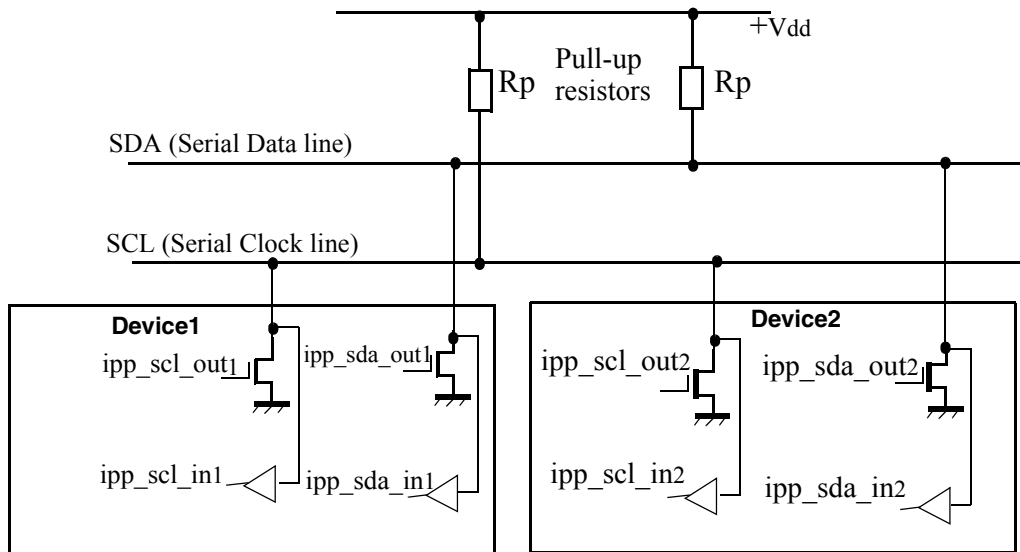 +Vdd
Pull-up
resistors
Rp
Rp
SDA (Serial Data line)
SCL (Serial Clock line)
Device1
ipp_scl_out1
ipp_sda_out1
ipp_scl_in1
ipp_sda_in1
Device2
ipp_scl_out2
ipp_sda_out2
ipp_scl_in2
ipp_sda_in2